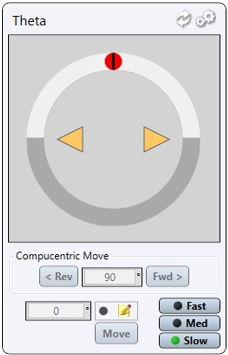 Theta
Compucentric Move
< Rev 90 ° Fwd >
0 °
Move
Fast
Med
Slow